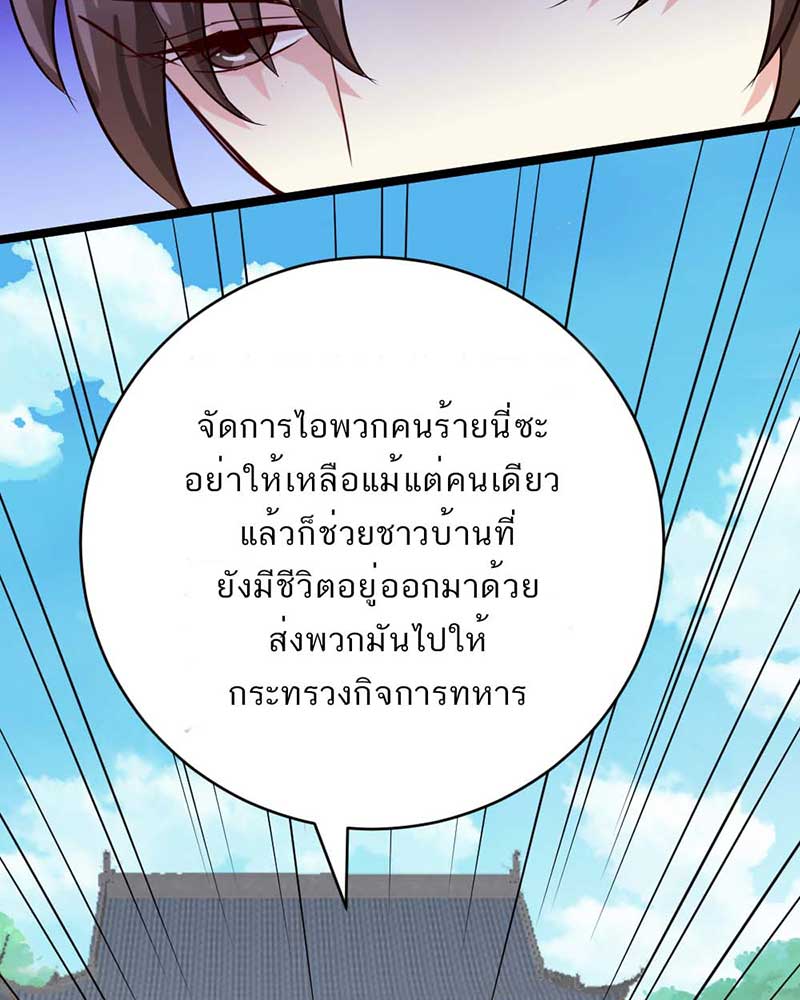 จัดการไอพวกคนร้ายนี่ซะ
อย่าให้เหลือแม้แต่คนเดียว
แล้วก็ช่วยชาวบ้านที่
ยังมีชีวิตอยู่ออกมาด้วย
ส่งพวกมันไปให้
กระทรวงกิจการทหาร